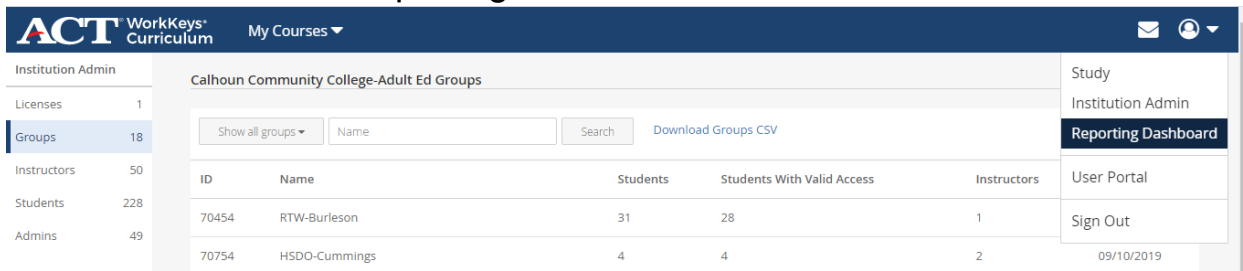 ACT® WorkKeys® Curriculum My Courses
Institution Admin
Licenses 1
Groups 18
Instructors 50
Students 228
Admins 49
Calhoun Community College-Adult Ed Groups
Show all groups Name Search Download Groups CSV
ID Name Students Students With Valid Access Instructors
70454 RTW-Burleson 31 28 1
70754 HSDO-Cummings 4 4 2 09/10/2019
Study
Institution Admin
Reporting Dashboard
User Portal
Sign Out